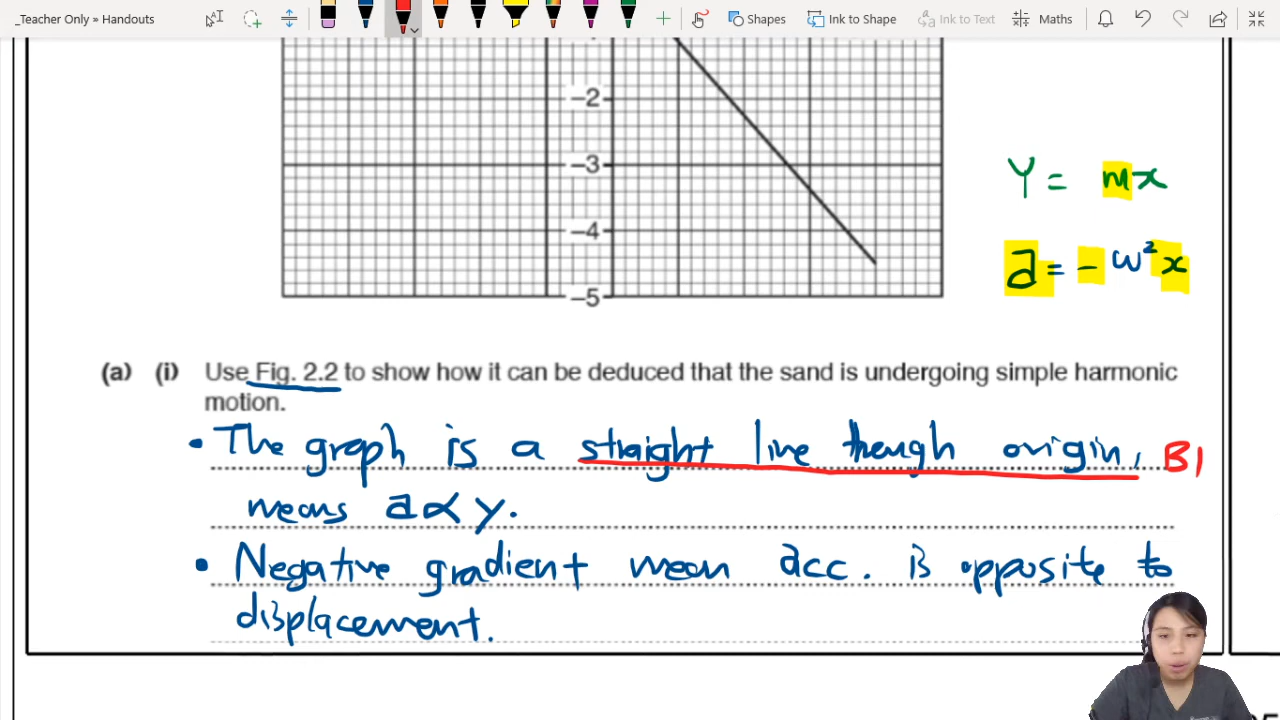 _Teacher Only » Handouts
Shapes
Ink to Shape
Ink to Text
Maths
−2
−3
−4
−5
Y = mx
a = - ω² x
(a) (i) Use Fig. 2.2 to show how it can be deduced that the sand is undergoing simple harmonic
motion.
• The graph is a straight line though origin, B1
means a ∝ y.
• Negative gradient mean acc. is opposite to
displacement.